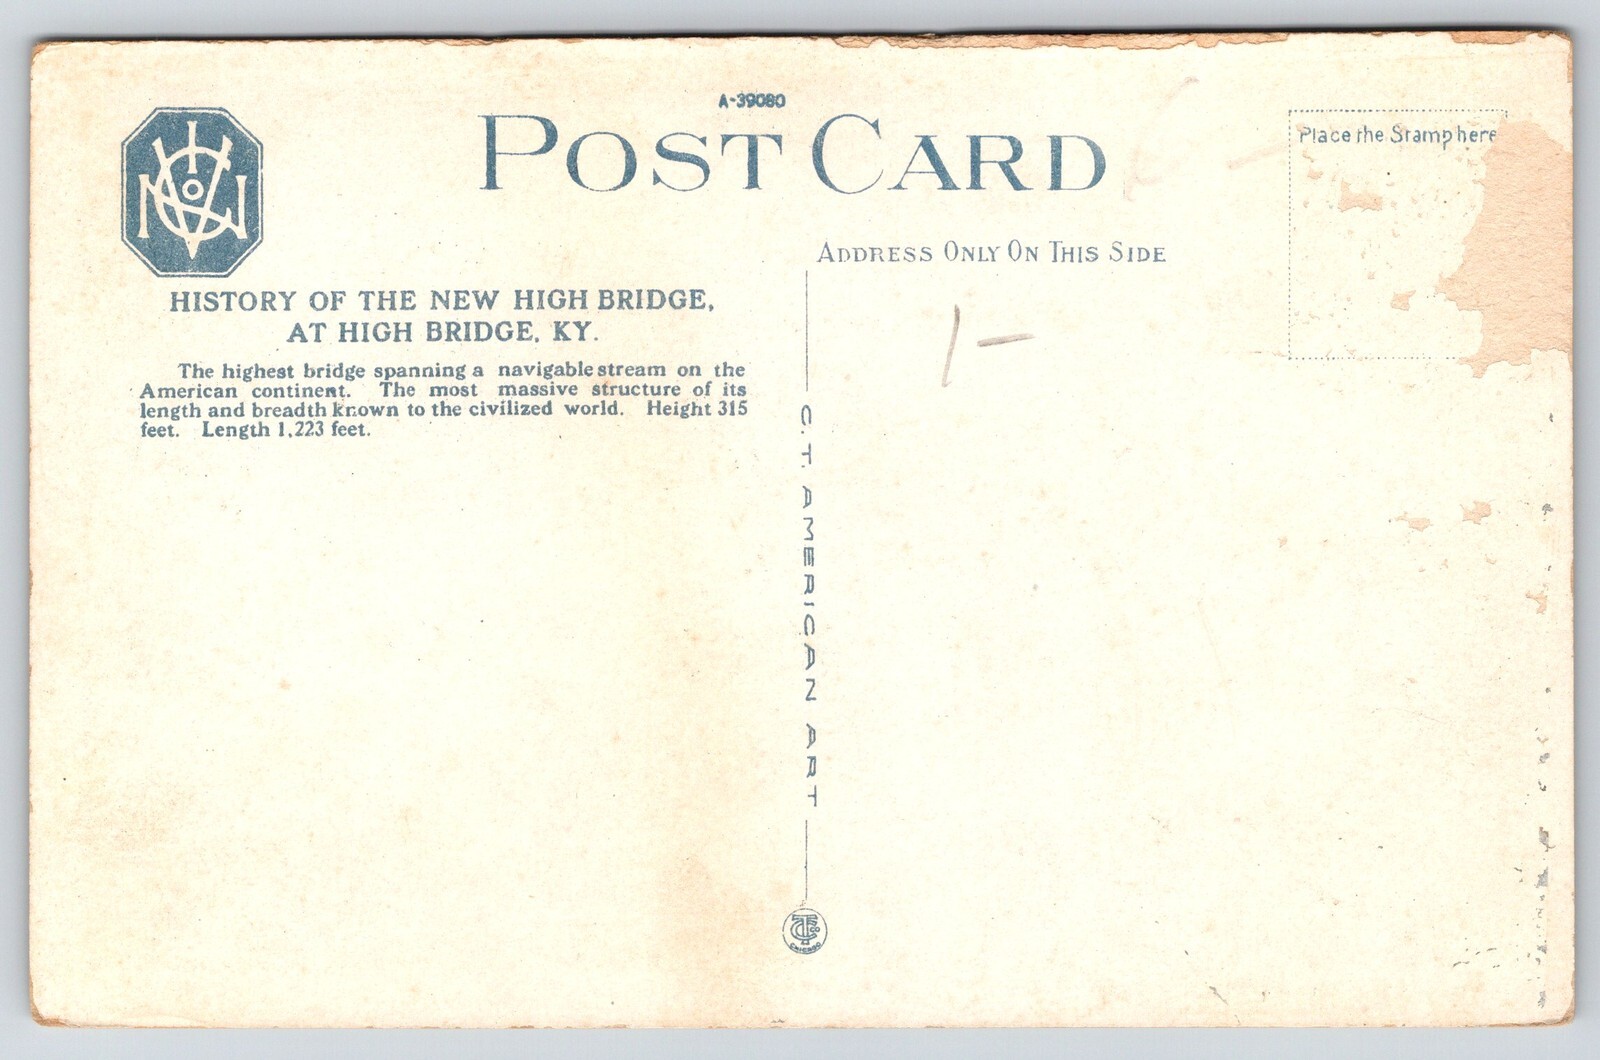 A-39080
POST CARD
Place the Stamp here
ADDRESS ONLY ON THIS SIDE
HISTORY OF THE NEW HIGH BRIDGE,
AT HIGH BRIDGE, KY.
The highest bridge spanning a navigable stream on the
American continent. The most massive structure of its
length and breadth known to the civilized world. Height 315
feet. Length 1,223 feet.
1-
C.T. AMERICAN ART
CHICAGO